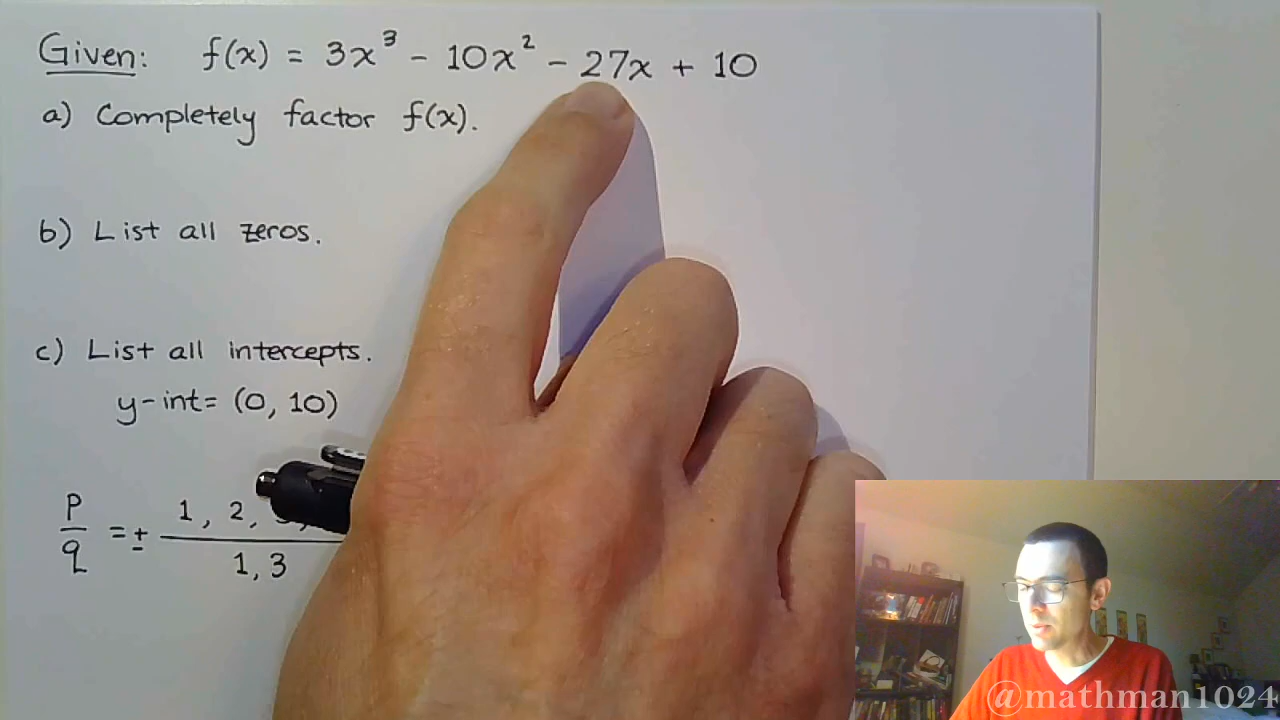 Given: f(x) = 3x³ - 10x² - 27x + 10
a) Completely factor f(x).
b) List all zeros.
c) List all intercepts.
y-int = (0, 10)
p/q = ± 1, 2, / 1, 3
@mathman1024